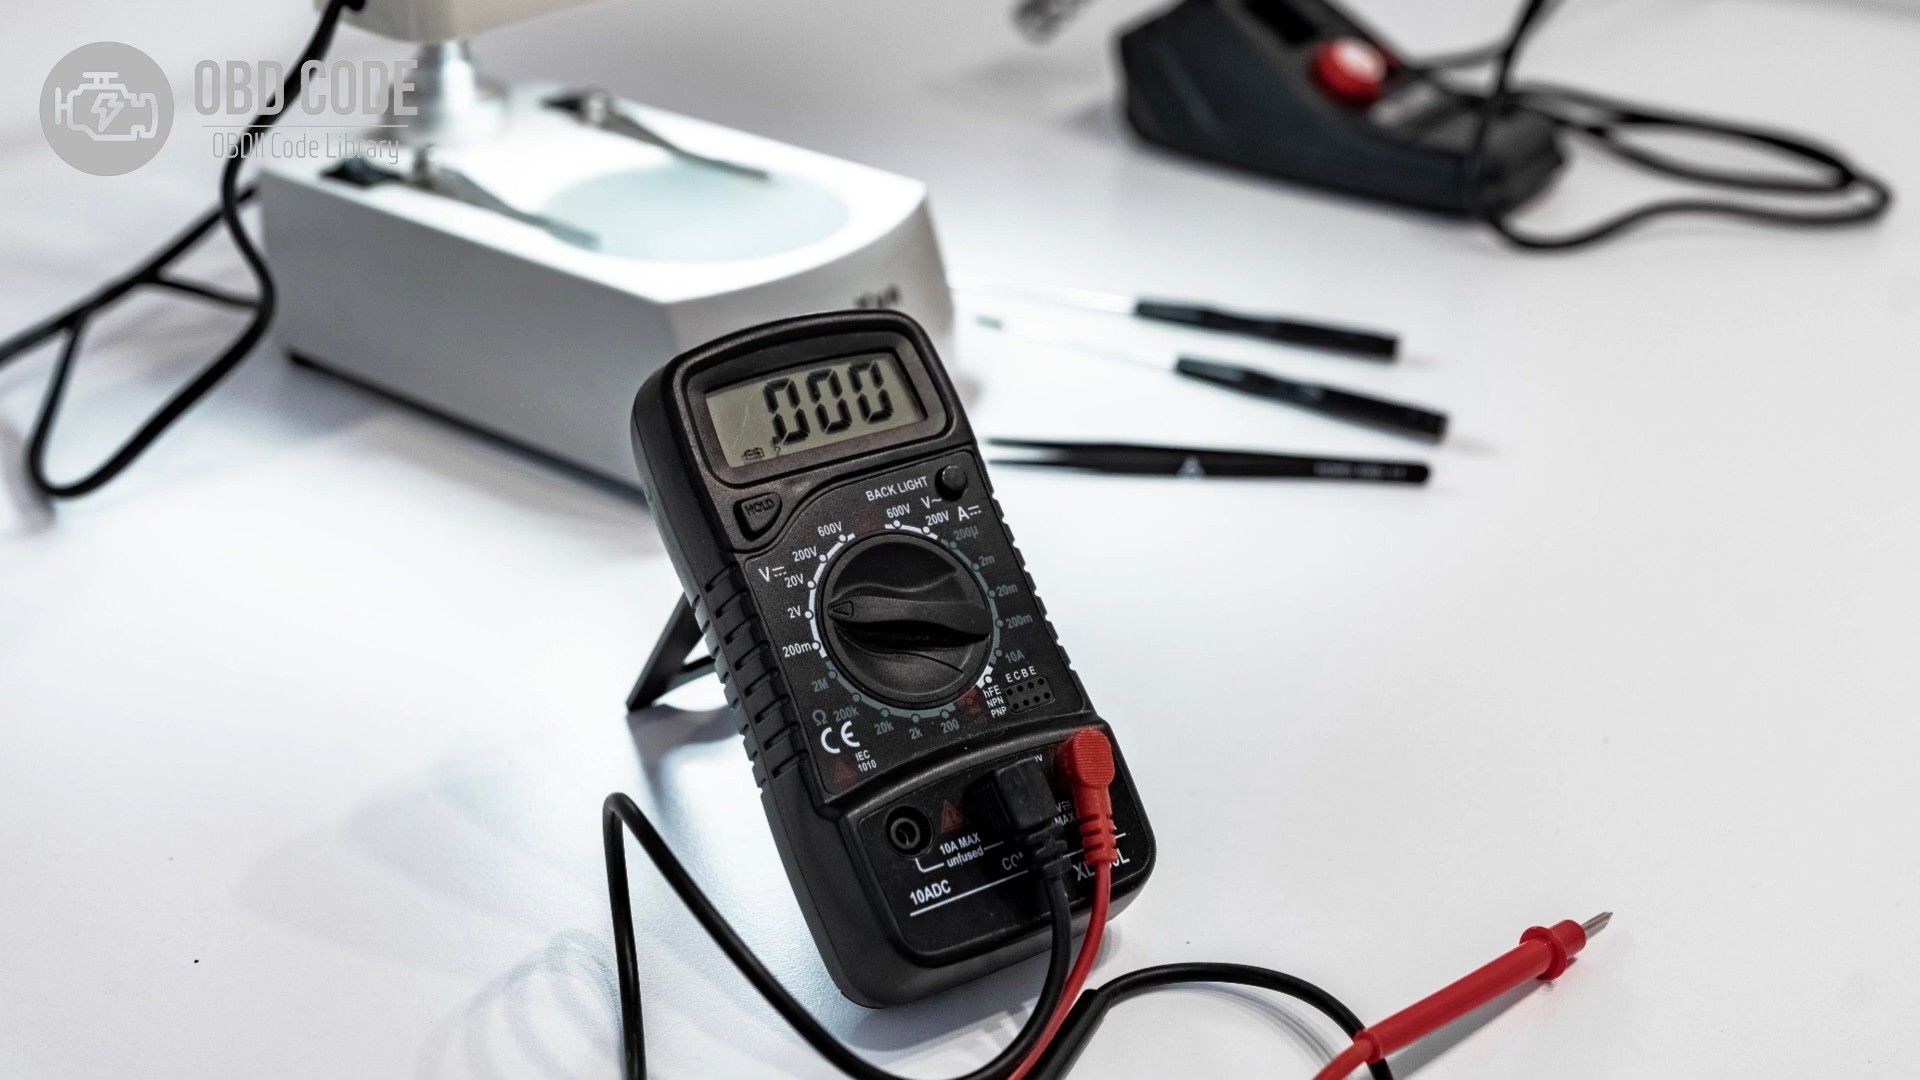 OBD CODE
OBDII Code Library
.000
HOLD
BACK LIGHT
600V
200V
V
20V
2V
200m
600V
V~
200V
A
200µ
2m
20m
200m
10A
hFE
NPN
PNP
E C B E
2M
Ω
200k
20k
2k
200
CE
IEC
1010
10A MAX
unfused
10ADC
MAX